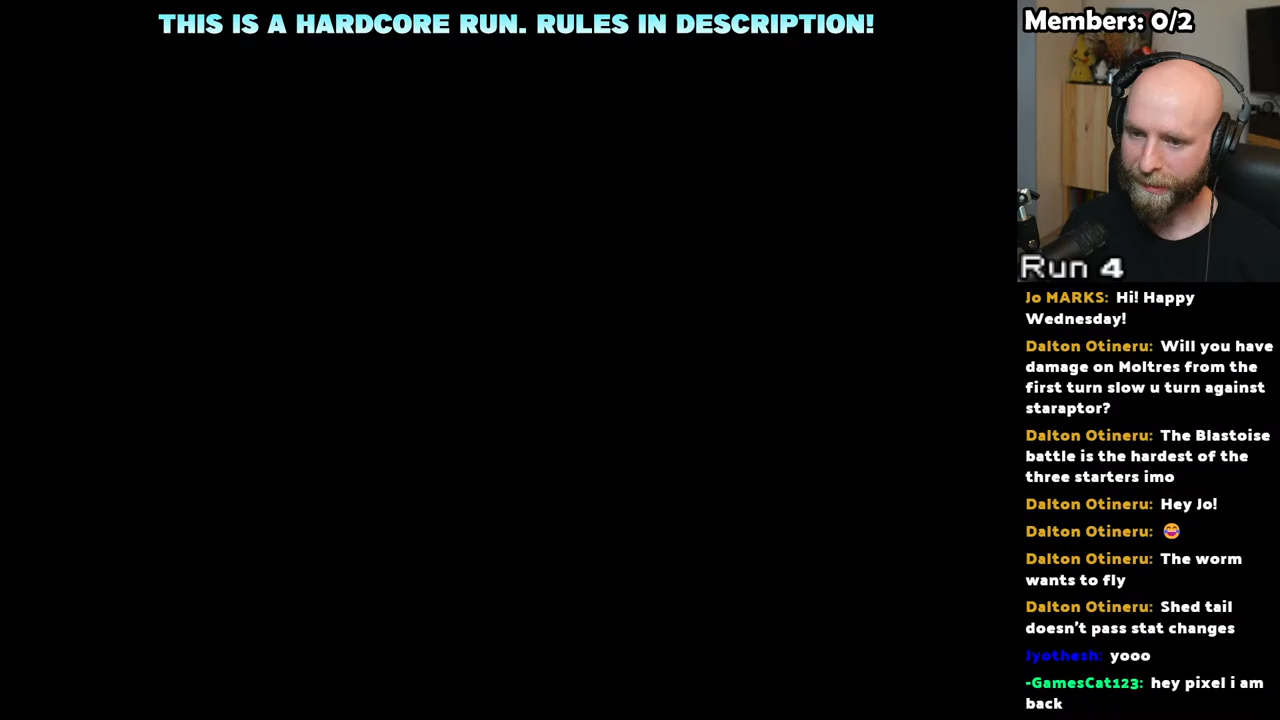 THIS IS A HARDCORE RUN. RULES IN DESCRIPTION!
Members: 0/2
Run 4
Jo MARKS: Hi! Happy
Wednesday!
Dalton Otineru: Will you have
damage on Moltres from the
first turn slow u turn against
staraptor?
Dalton Otineru: The Blastoise
battle is the hardest of the
three starters imo
Dalton Otineru: Hey Jo!
Dalton Otineru: 😂
Dalton Otineru: The worm
wants to fly
Dalton Otineru: Shed tail
doesn't pass stat changes
Jyothesh: yooo
-GamesCat123: hey pixel i am
back